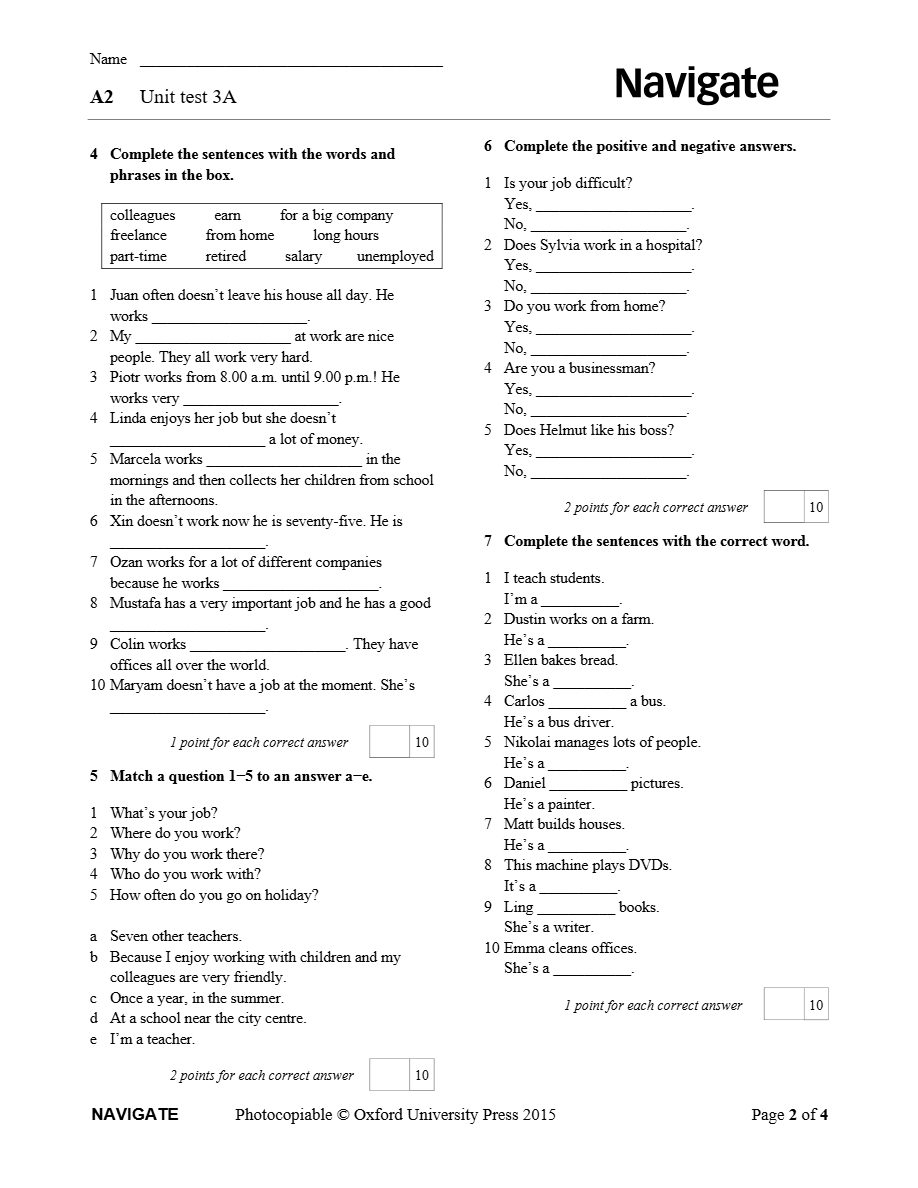 Name ______________________________________
Navigate
A2 Unit test 3A
4 Complete the sentences with the words and
phrases in the box.
colleagues earn for a big company
freelance from home long hours
part-time retired salary unemployed
1 Juan often doesn’t leave his house all day. He
works ____________________.
2 My ____________________ at work are nice
people. They all work very hard.
3 Piotr works from 8.00 a.m. until 9.00 p.m.! He
works very ____________________.
4 Linda enjoys her job but she doesn’t
____________________ a lot of money.
5 Marcela works ____________________ in the
mornings and then collects her children from school
in the afternoons.
6 Xin doesn’t work now he is seventy-five. He is
____________________.
7 Ozan works for a lot of different companies
because he works ____________________.
8 Mustafa has a very important job and he has a good
____________________.
9 Colin works ____________________. They have
offices all over the world.
10 Maryam doesn’t have a job at the moment. She’s
____________________.
1 point for each correct answer 10
5 Match a question 1−5 to an answer a−e.
1 What’s your job?
2 Where do you work?
3 Why do you work there?
4 Who do you work with?
5 How often do you go on holiday?
a Seven other teachers.
b Because I enjoy working with children and my
colleagues are very friendly.
c Once a year, in the summer.
d At a school near the city centre.
e I’m a teacher.
2 points for each correct answer 10
6 Complete the positive and negative answers.
1 Is your job difficult?
Yes, ____________________.
No, ____________________.
2 Does Sylvia work in a hospital?
Yes, ____________________.
No, ____________________.
3 Do you work from home?
Yes, ____________________.
No, ____________________.
4 Are you a businessman?
Yes, ____________________.
No, ____________________.
5 Does Helmut like his boss?
Yes, ____________________.
No, ____________________.
2 points for each correct answer 10
7 Complete the sentences with the correct word.
1 I teach students.
I’m a __________.
2 Dustin works on a farm.
He’s a __________.
3 Ellen bakes bread.
She’s a __________.
4 Carlos __________ a bus.
He’s a bus driver.
5 Nikolai manages lots of people.
He’s a __________.
6 Daniel __________ pictures.
He’s a painter.
7 Matt builds houses.
He’s a __________.
8 This machine plays DVDs.
It’s a __________.
9 Ling __________ books.
She’s a writer.
10 Emma cleans offices.
She’s a __________.
1 point for each correct answer 10
NAVIGATE Photocopiable © Oxford University Press 2015 Page 2 of 4